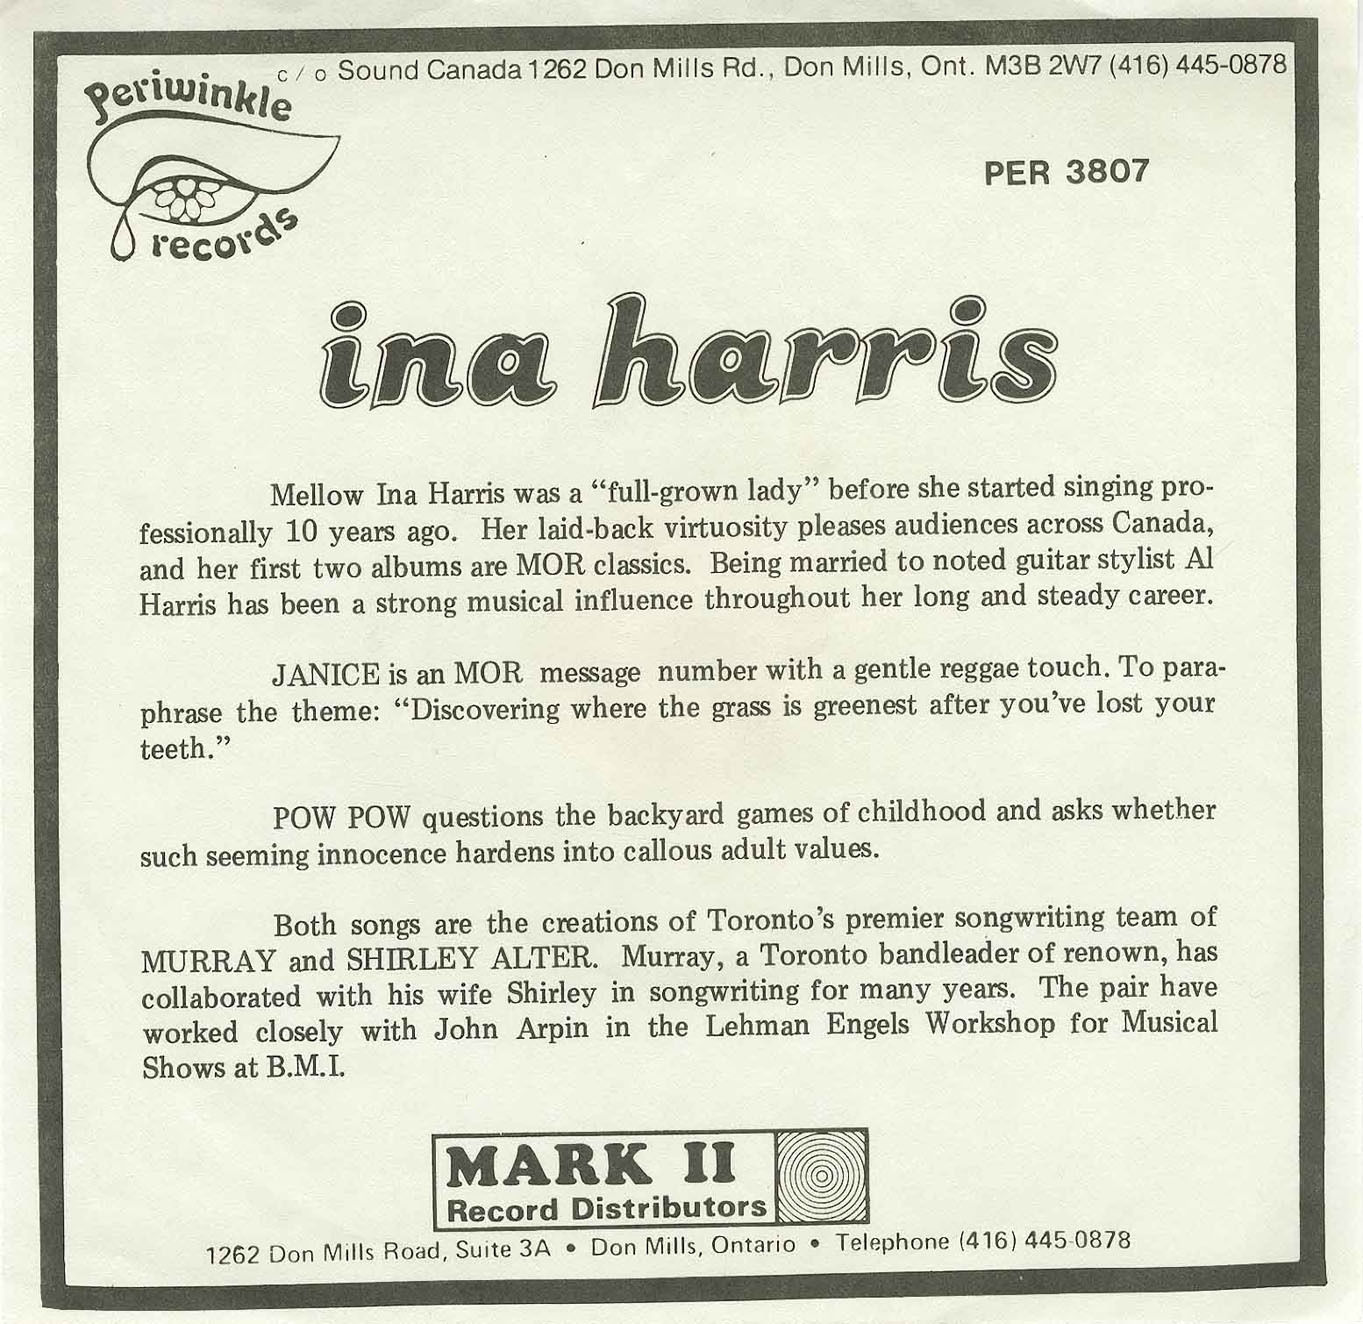 Periwinkle
records
c/o Sound Canada 1262 Don Mills Rd., Don Mills, Ont. M3B 2W7 (416) 445-0878
PER 3807
ina harris
Mellow Ina Harris was a “full-grown lady” before she started singing pro-
fessionally 10 years ago. Her laid-back virtuosity pleases audiences across Canada,
and her first two albums are MOR classics. Being married to noted guitar stylist Al
Harris has been a strong musical influence throughout her long and steady career.
JANICE is an MOR message number with a gentle reggae touch. To para-
phrase the theme: “Discovering where the grass is greenest after you’ve lost your
teeth.”
POW POW questions the backyard games of childhood and asks whether
such seeming innocence hardens into callous adult values.
Both songs are the creations of Toronto’s premier songwriting team of
MURRAY and SHIRLEY ALTER. Murray, a Toronto bandleader of renown, has
collaborated with his wife Shirley in songwriting for many years. The pair have
worked closely with John Arpin in the Lehman Engels Workshop for Musical
Shows at B.M.I.
MARK II
Record Distributors
1262 Don Mills Road, Suite 3A • Don Mills, Ontario • Telephone (416) 445-0878